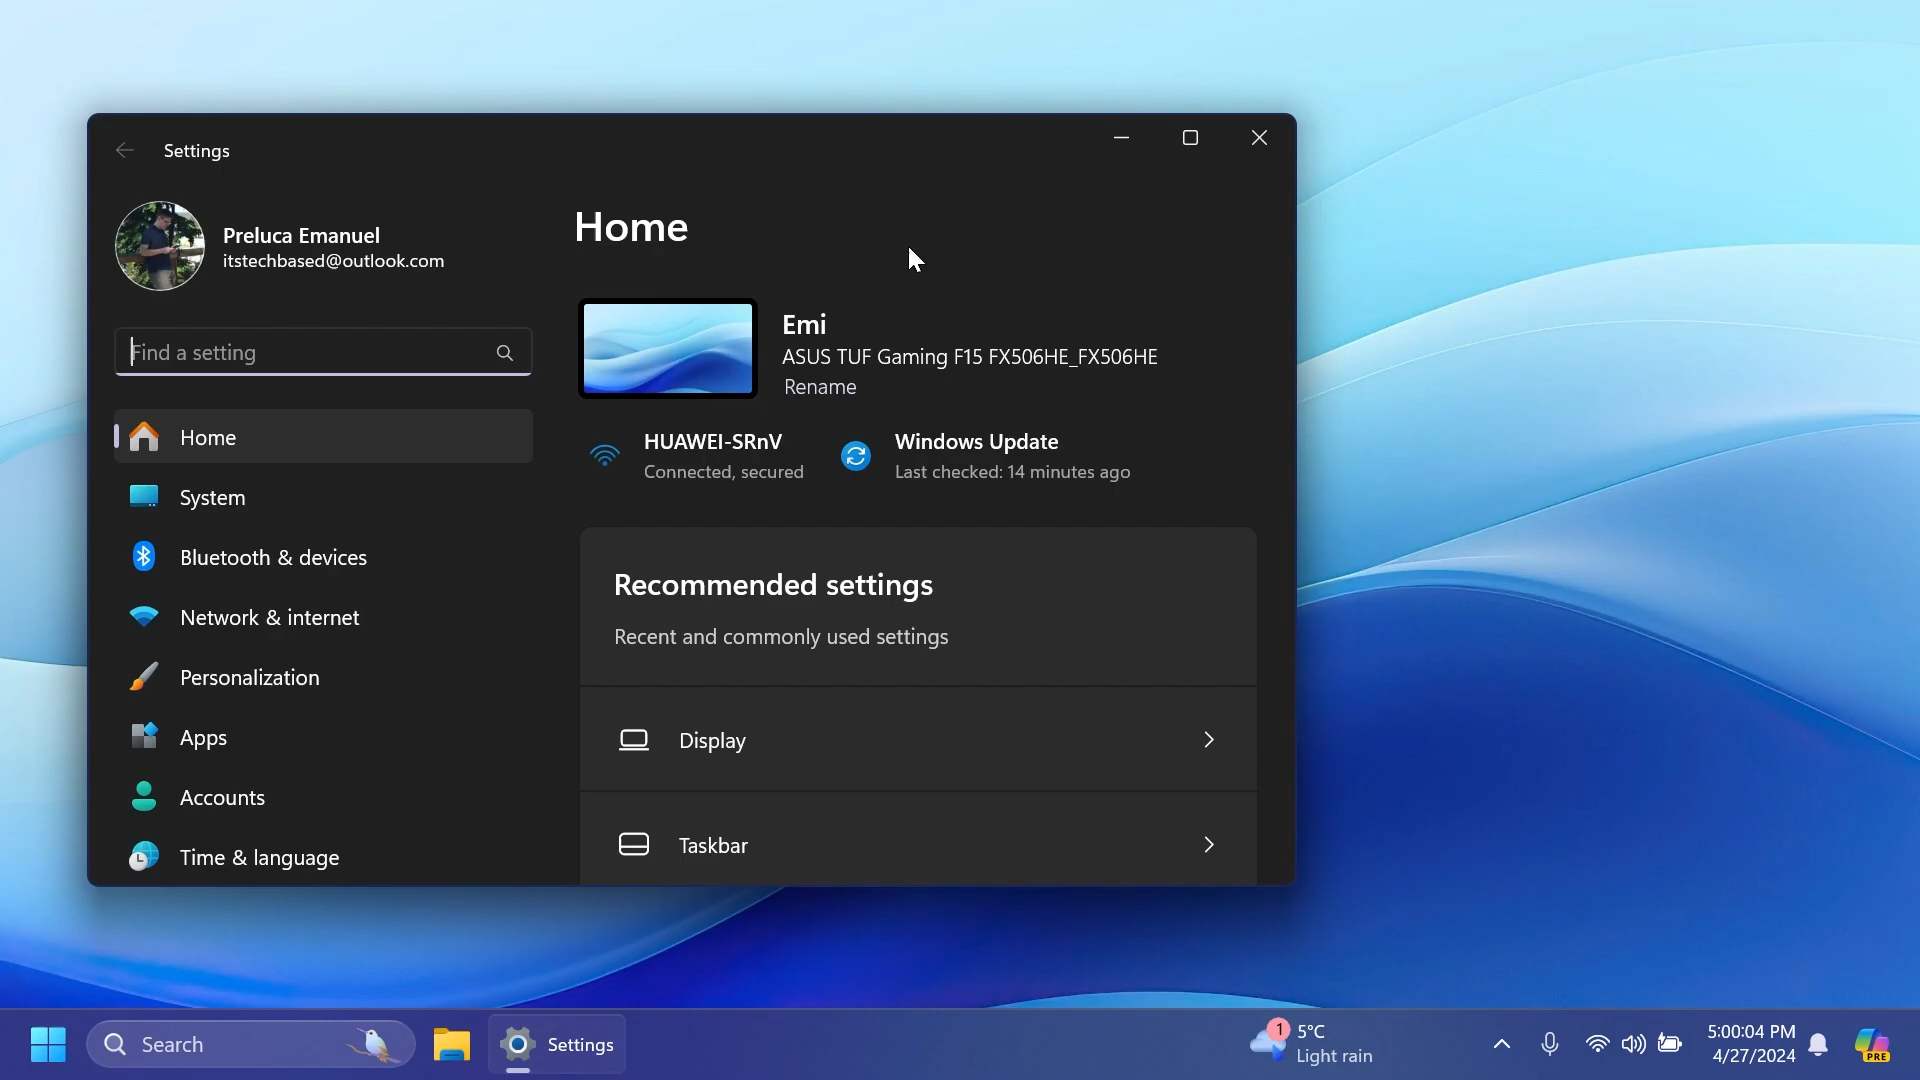 Settings
Preluca Emanuel
itstechbased@outlook.com
Find a setting
Home
System
Bluetooth & devices
Network & internet
Personalization
Apps
Accounts
Time & language
Home
Emi
ASUS TUF Gaming F15 FX506HE_FX506HE
Rename
HUAWEI-SRnV
Connected, secured
Windows Update
Last checked: 14 minutes ago
Recommended settings
Recent and commonly used settings
Display
Taskbar
Search
Settings
1
5°C
Light rain
5:00:04 PM
4/27/2024
PRE